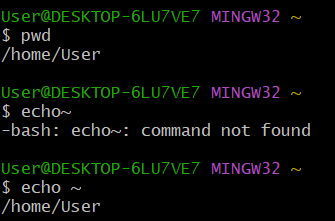 User@DESKTOP-6LU7VE7 MINGW32 ~
$ pwd
/home/User
User@DESKTOP-6LU7VE7 MINGW32 ~
$ echo~
-bash: echo~: command not found
User@DESKTOP-6LU7VE7 MINGW32 ~
$ echo ~
/home/User